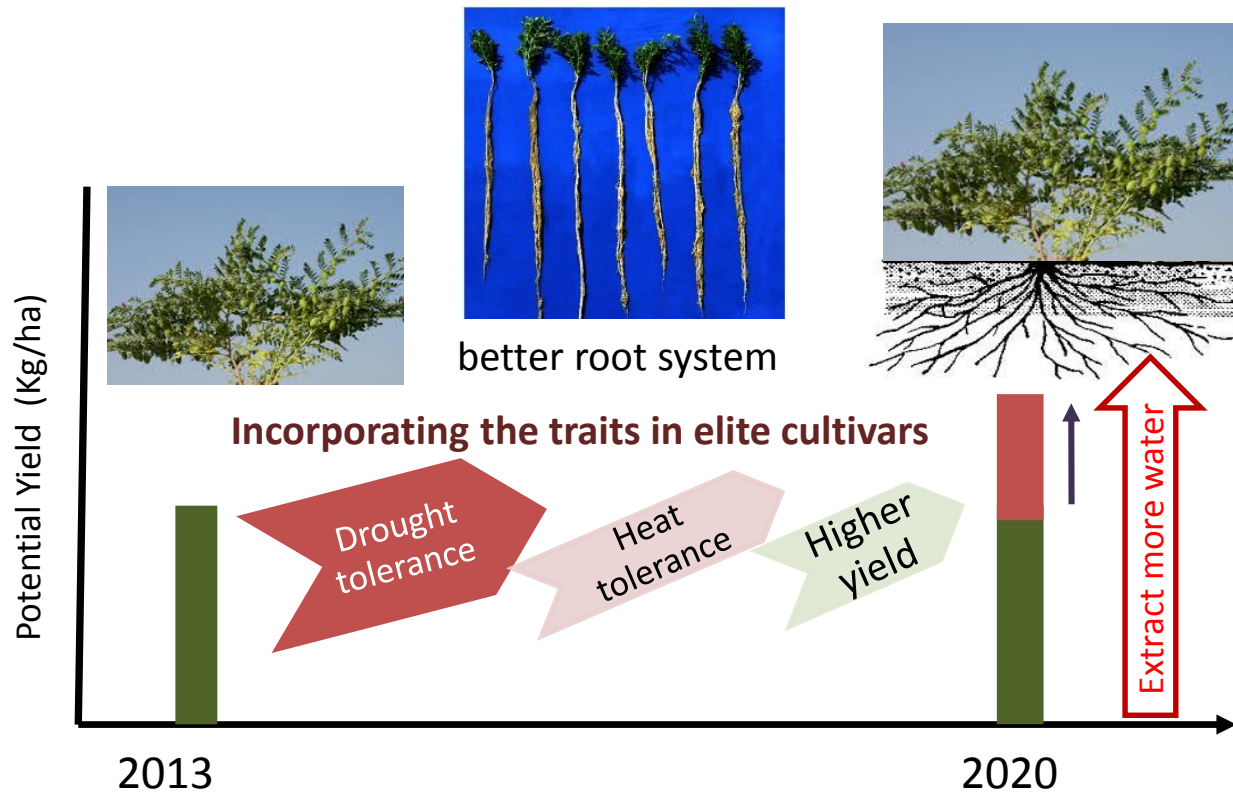 better root system
Incorporating the traits in elite cultivars
Potential Yield (Kg/ha)
Drought
tolerance
Heat
tolerance
Higher
yield
Extract more water
2013
2020